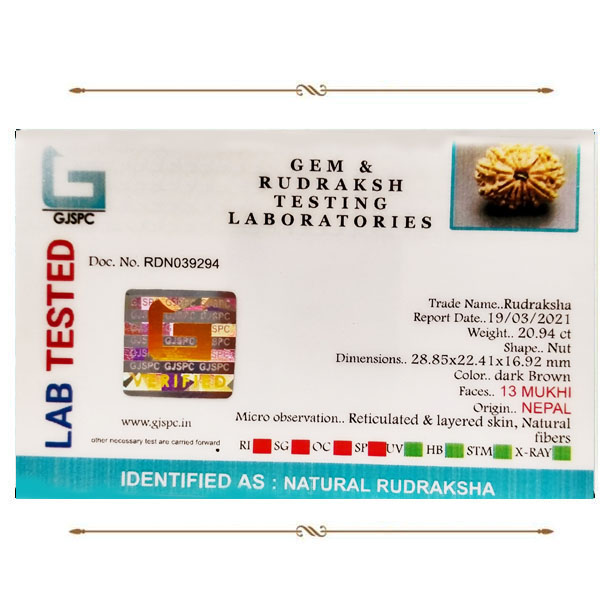 GJSPC
LAB TESTED
GEM &
RUDRAKSH
TESTING
LABORATORIES
Doc. No. RDN039294
GJSPC
VERIFIED
www.gjspc.in
other necessary test are carried forward
Trade Name..Rudraksha
Report Date..19/03/2021
Weight.. 20.94 ct
Shape.. Nut
Dimensions.. 28.85x22.41x16.92 mm
Color.. dark Brown
Faces.. 13 MUKHI
Origin.. NEPAL
Micro observation.. Reticulated & layered skin, Natural
fibers
RI SG OC SP UV HB STM X-RAY
IDENTIFIED AS : NATURAL RUDRAKSHA